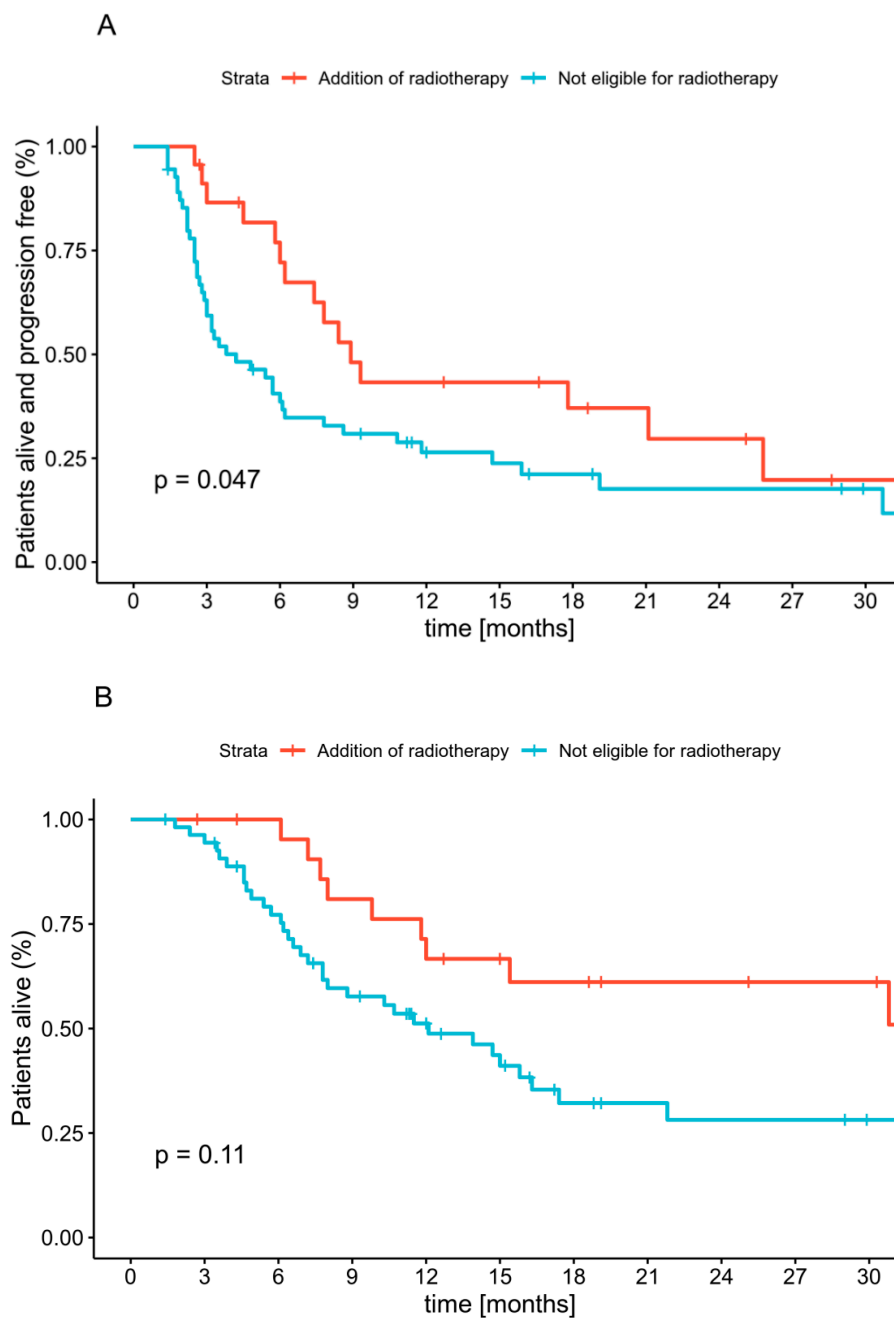 A
Strata Addition of radiotherapy Not eligible for radiotherapy
Patients alive and progression free (%)
1.00
0.75
0.50
0.25
0.00
p = 0.047
0 3 6 9 12 15 18 21 24 27 30
time [months]
B
Strata Addition of radiotherapy Not eligible for radiotherapy
Patients alive (%)
1.00
0.75
0.50
0.25
0.00
p = 0.11
0 3 6 9 12 15 18 21 24 27 30
time [months]